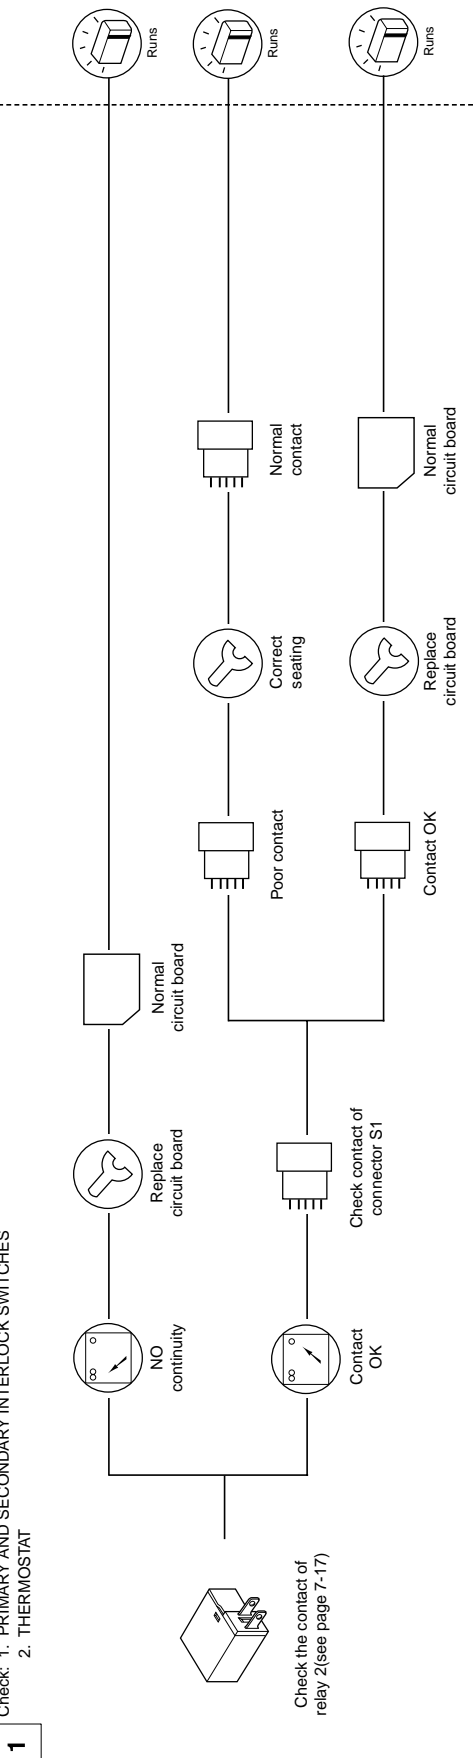 1
Check: 1. PRIMARY AND SECONDARY INTERLOCK SWITCHES
2. THERMOSTAT
Check the contact of
relay 2(see page 7-17)
NO
continuity
Replace
circuit board
Normal
circuit board
Runs
Contact
OK
Check contact of
connector S1
Poor contact
Correct
seating
Normal
contact
Runs
Contact OK
Replace
circuit board
Normal
circuit board
Runs